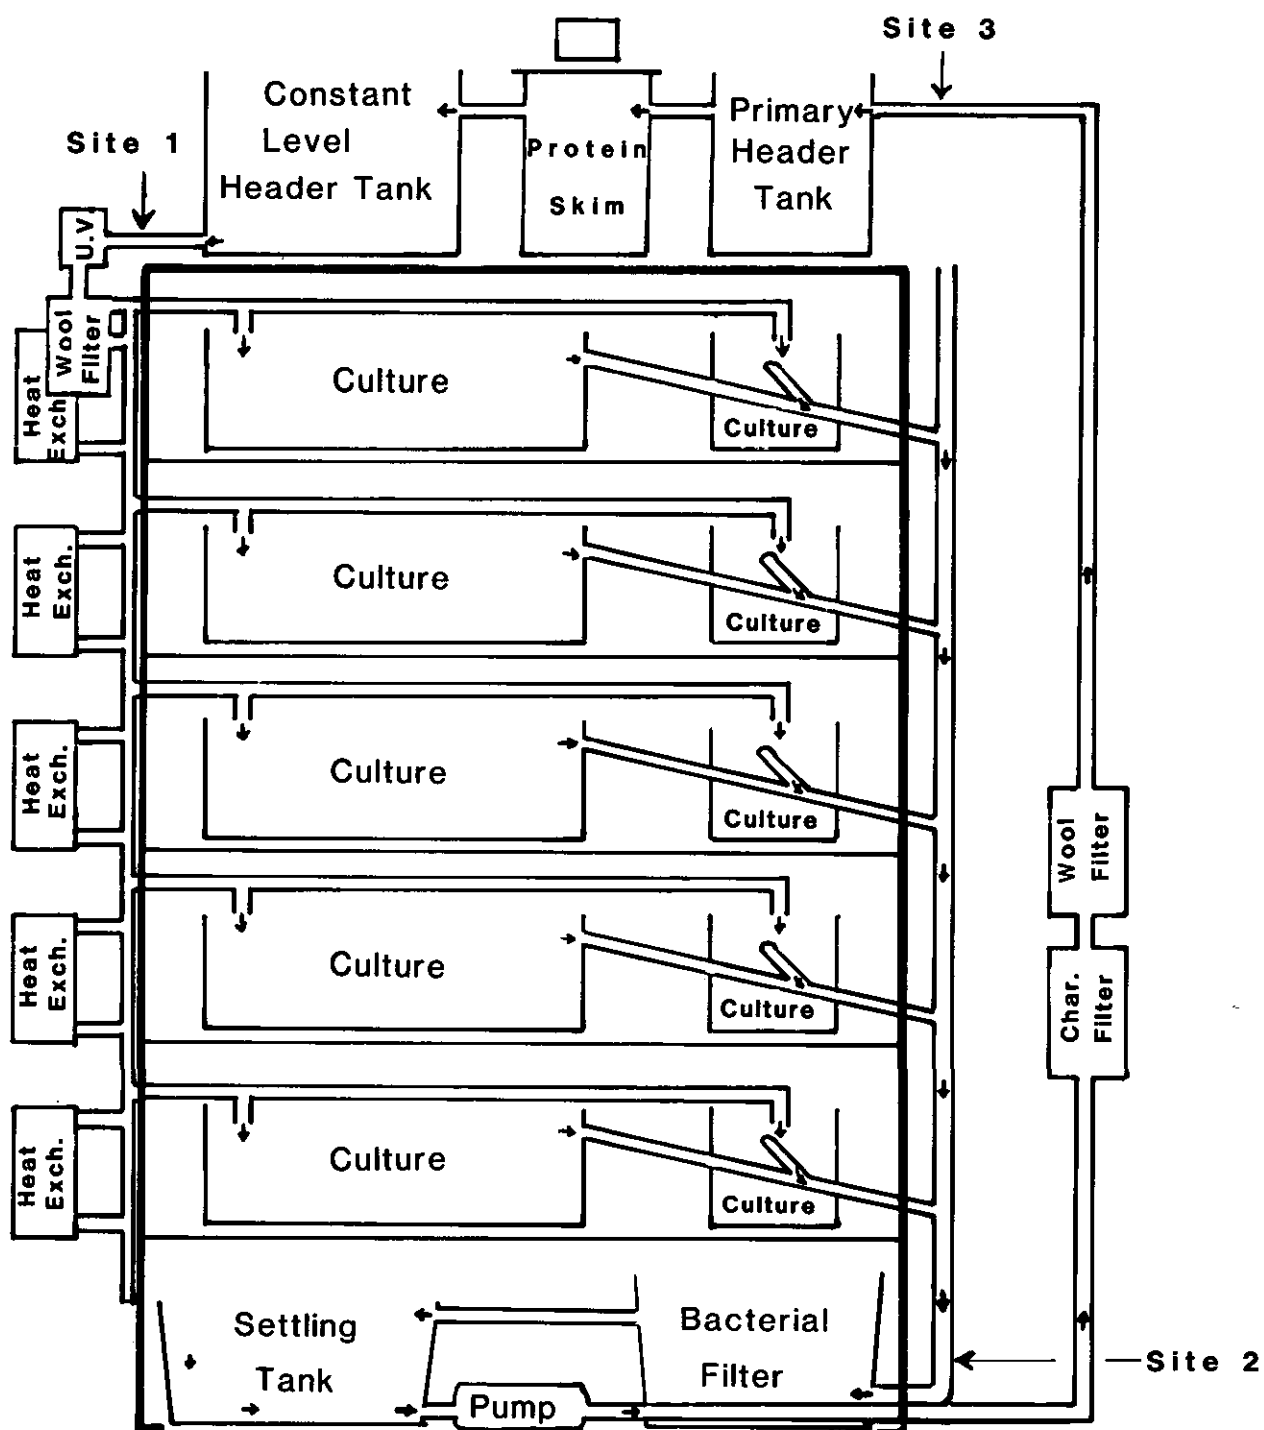 Site 3
Constant
Level
Header Tank
Protein
Skim
Primary
Header
Tank
Site 1
U.V
Wool
Filter
Heat
Exch
Culture
Culture
Heat
Exch.
Culture
Culture
Heat
Exch.
Culture
Culture
Wool
Filter
Heat
Exch.
Culture
Culture
Char.
Filter
Heat
Exch.
Culture
Culture
Settling
Tank
Bacterial
Filter
Site 2
Pump